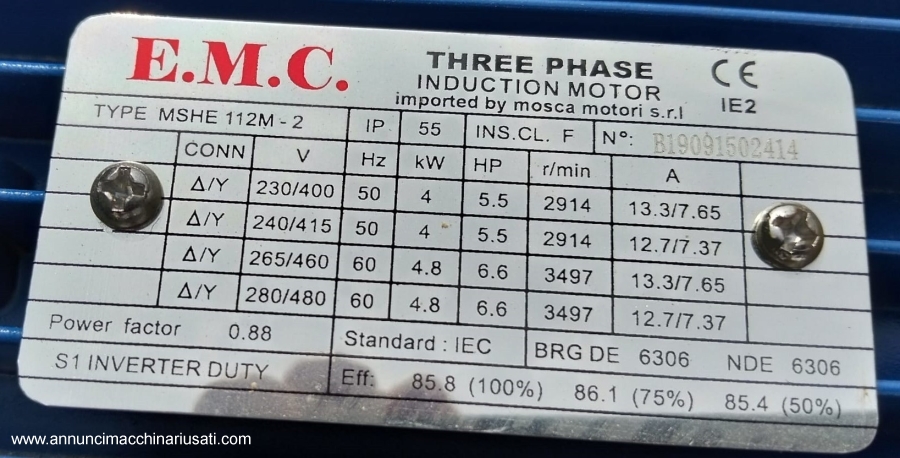 E.M.C.
THREE PHASE
INDUCTION MOTOR
imported by mosca motori s.r.l
CE
IE2
TYPE MSHE 112M - 2 IP 55 INS.CL. F Nº: B19091502414
CONN V Hz kW HP r/min A
Δ/Y 230/400 50 4 5.5 2914 13.3/7.65
Δ/Y 240/415 50 4 5.5 2914 12.7/7.37
Δ/Y 265/460 60 4.8 6.6 3497 13.3/7.65
Δ/Y 280/480 60 4.8 6.6 3497 12.7/7.37
Power factor 0.88 Standard : IEC BRG DE 6306 NDE 6306
S1 INVERTER DUTY Eff: 85.8 (100%) 86.1 (75%) 85.4 (50%)
www.annuncimacchinariusati.com